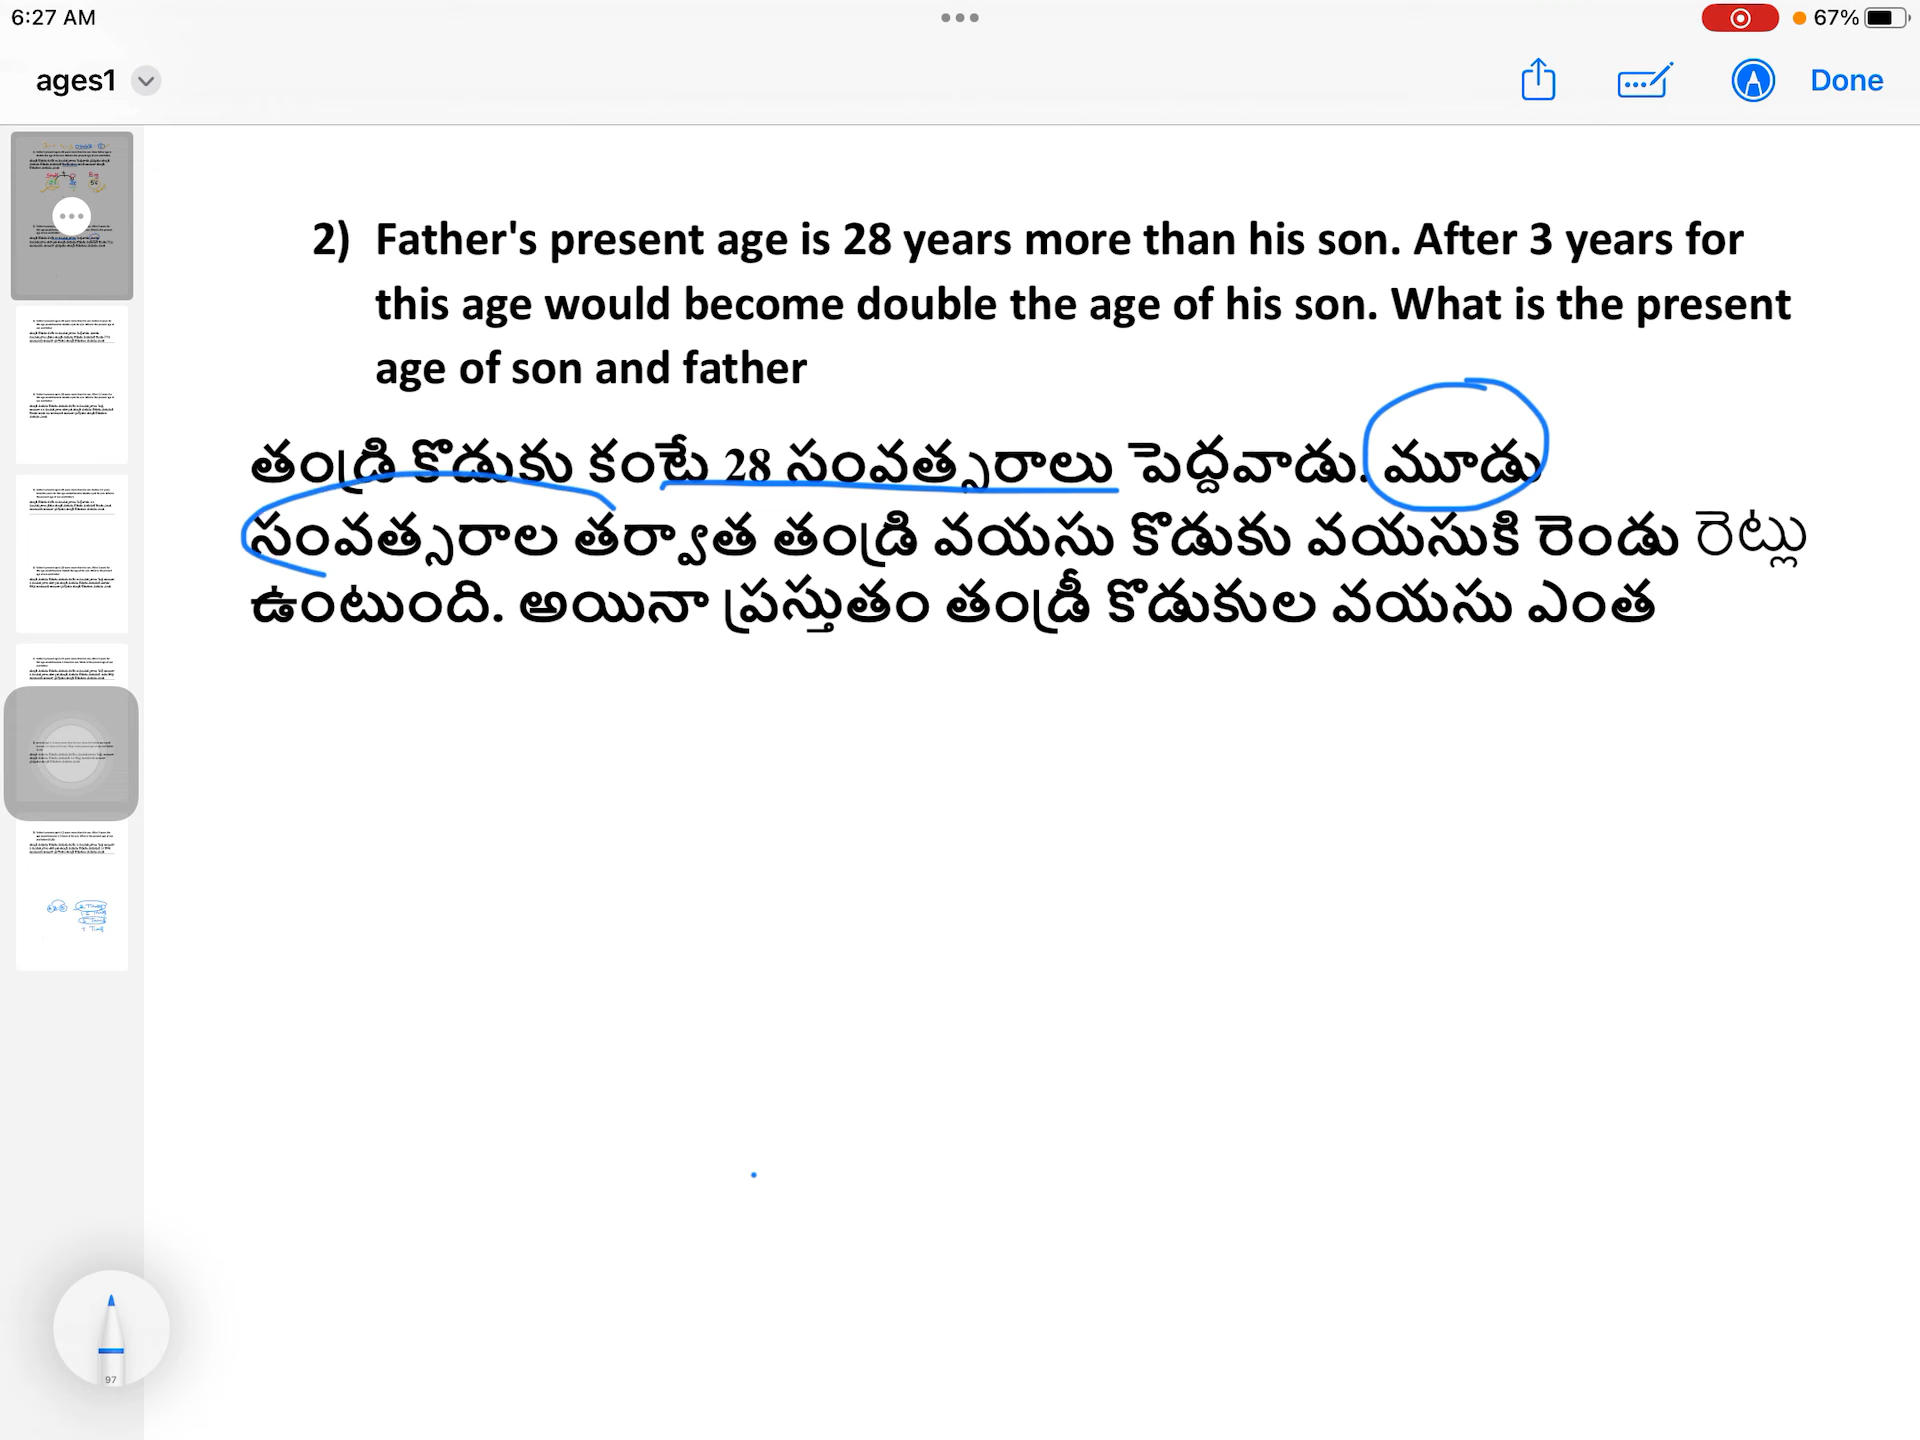 6:27 AM
67%
ages1
Done
2) Father's present age is 28 years more than his son. After 3 years for
this age would become double the age of his son. What is the present
age of son and father
తండ్రి కొడుకు కంటే 28 సంవత్సరాలు పెద్దవాడు. మూడు
సంవత్సరాల తర్వాత తండ్రి వయసు కొడుకు వయసుకి రెండు రెట్లు
ఉంటుంది. అయినా ప్రస్తుతం తండ్రీ కొడుకుల వయసు ఎంత
97